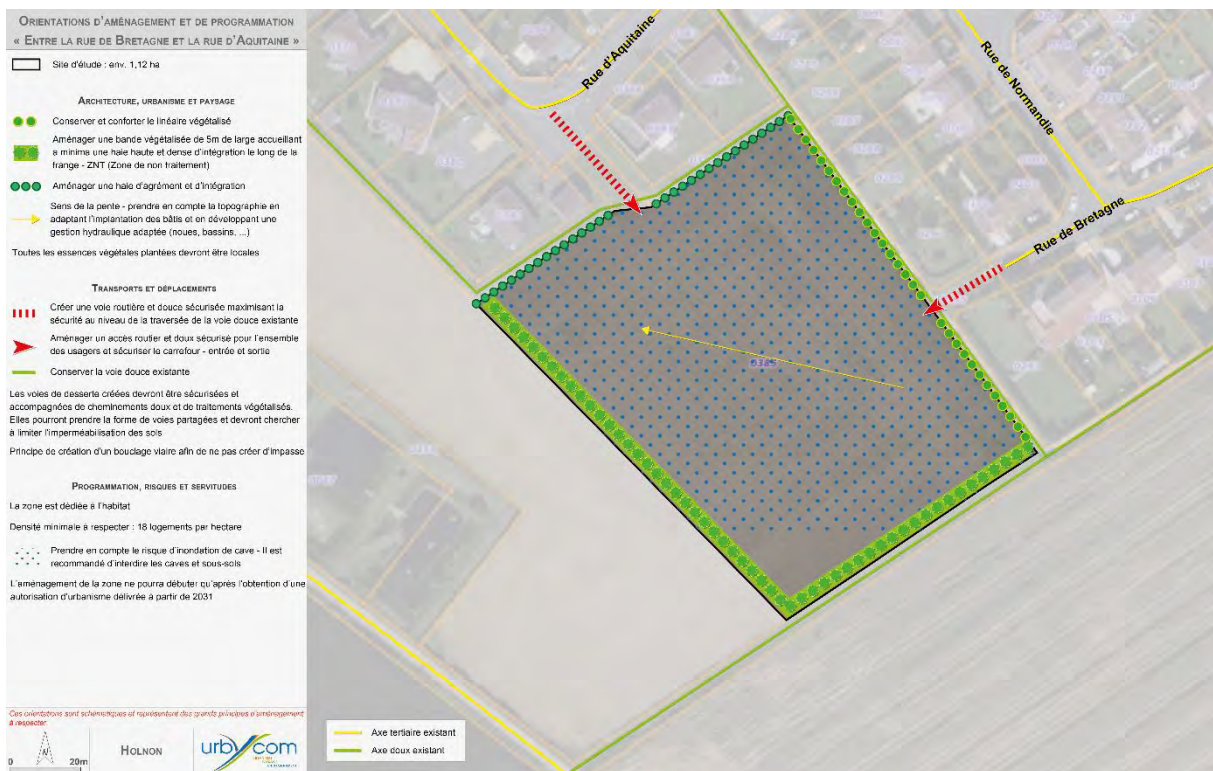 ORIENTATIONS D'AMÉNAGEMENT ET DE PROGRAMMATION
« ENTRE LA RUE DE BRETAGNE ET LA RUE D'AQUITAINE »
Site d'étude : env. 1,12 ha
ARCHITECTURE, URBANISME ET PAYSAGE
Conserver et conforter le linéaire végétalisé
Aménager une bande végétalisée de 5m de large accueillant
a minima une haie haute et dense d'intégration le long de la
frange - ZNT (Zone de non traitement)
Aménager une haie d'agrément et d'intégration
Sens de la pente - prendre en compte la topographie en
adaptant l'implantation des bâtis et en développant une
gestion hydraulique adaptée (noues, bassins, ...)
Toutes les essences végétales plantées devront être locales
TRANSPORTS ET DÉPLACEMENTS
Créer une voie routière et douce sécurisée maximisant la
sécurité au niveau de la traversée de la voie douce existante
Aménager un accès routier et doux sécurisé pour l'ensemble
des usagers et sécuriser le carrefour - entrée et sortie
Conserver la voie douce existante
Les voies de desserte créées devront être sécurisées et
accompagnées de cheminements doux et de traitements végétalisés.
Elles pourront prendre la forme de voies partagées et devront chercher
à limiter l'imperméabilisation des sols
Principe de création d'un bouclage viaire afin de ne pas créer d'impasse
PROGRAMMATION, RISQUES ET SERVITUDES
La zone est dédiée à l'habitat
Densité minimale à respecter : 18 logements par hectare
Prendre en compte le risque d'inondation de cave - Il est
recommandé d'interdire les caves et sous-sols
L'aménagement de la zone ne pourra débuter qu'après l'obtention d'une
autorisation d'urbanisme délivrée à partir de 2031
Ces orientations sont schématiques et représentent des grands principes d'aménagement
à respecter.
N
0 20m
HOLNON
urbycom
Rue d'Aquitaine
Rue de Normandie
Rue de Bretagne
Axe tertiaire existant
Axe doux existant